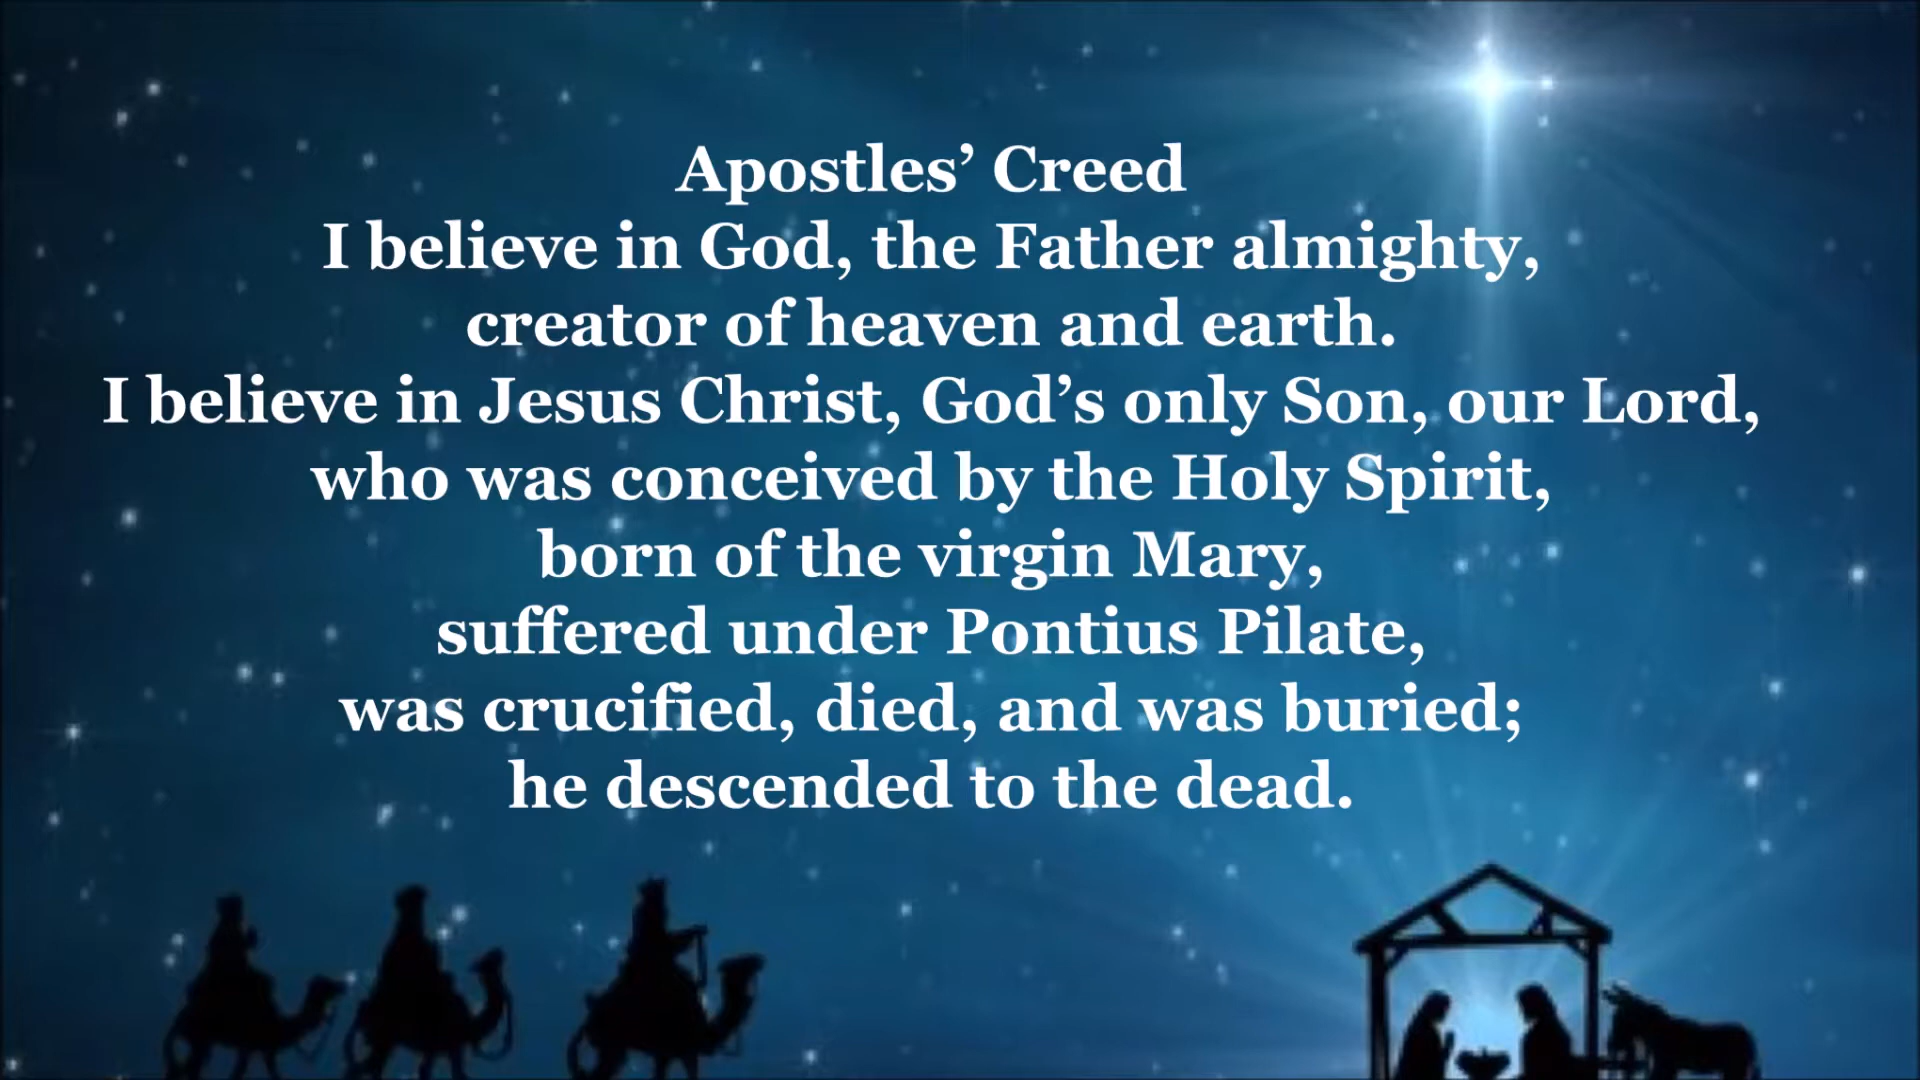 Apostles’ Creed
I believe in God, the Father almighty,
creator of heaven and earth.
I believe in Jesus Christ, God’s only Son, our Lord,
who was conceived by the Holy Spirit,
born of the virgin Mary,
suffered under Pontius Pilate,
was crucified, died, and was buried;
he descended to the dead.